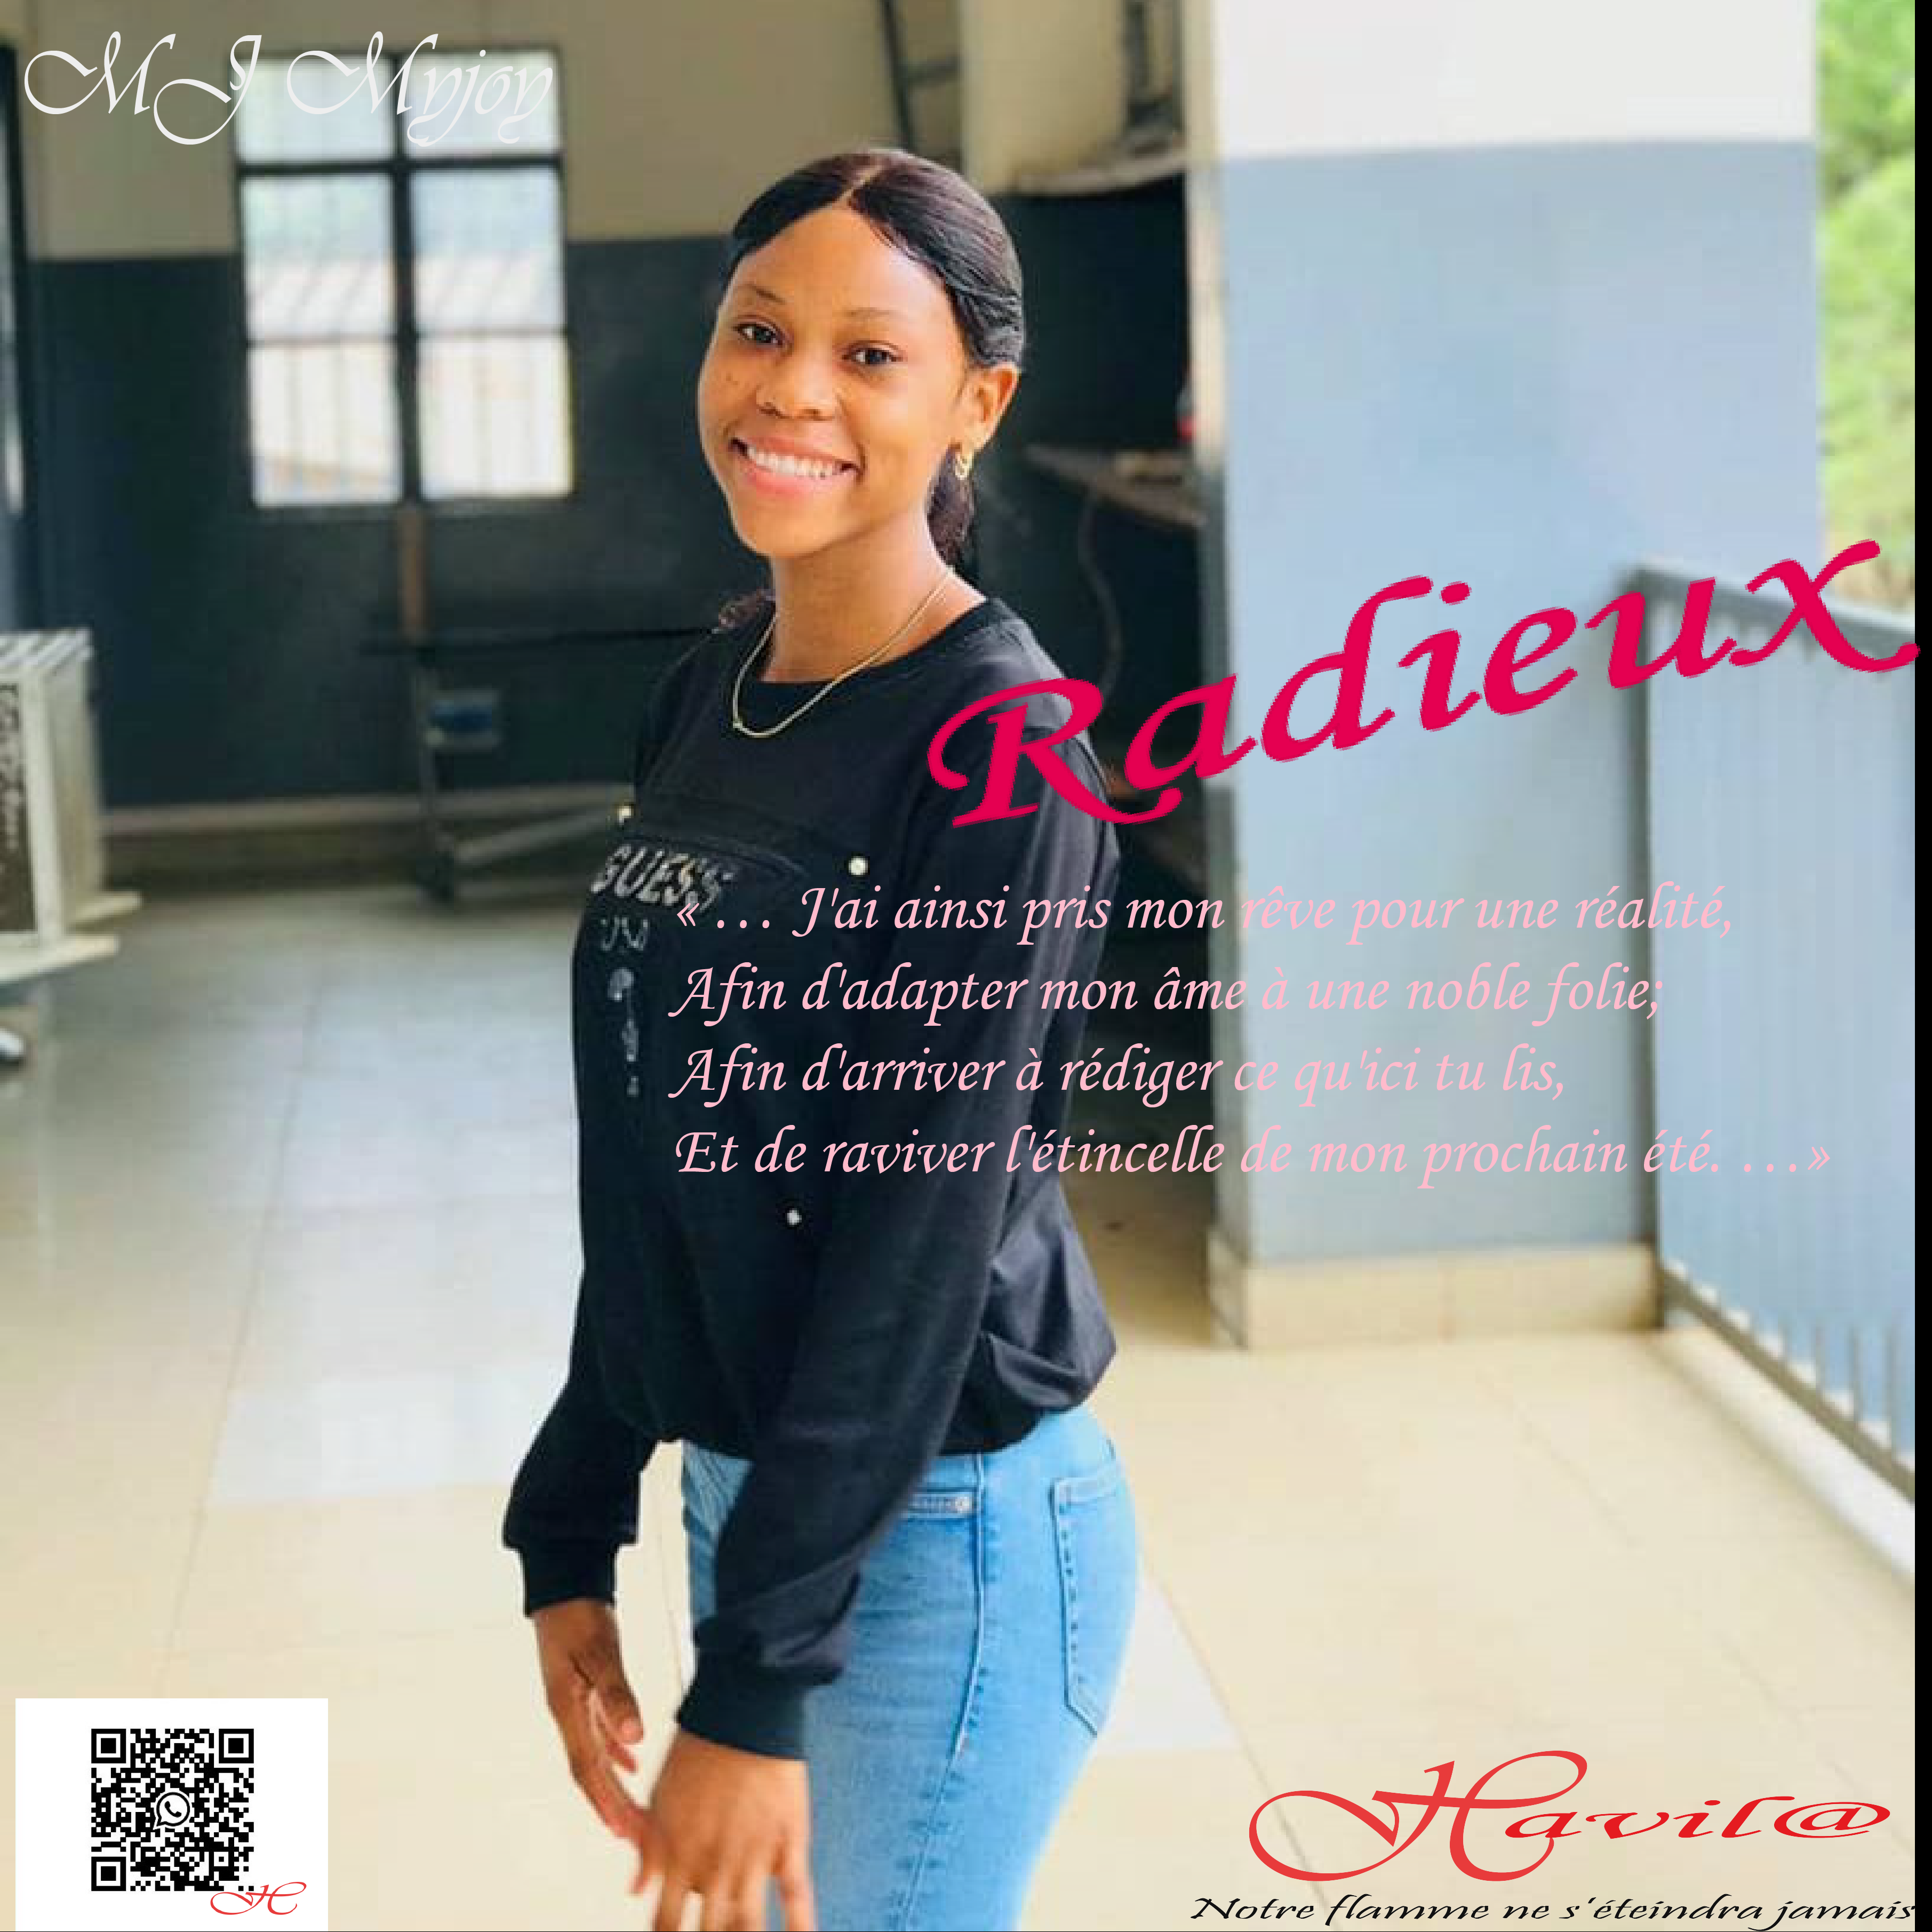 MJ Myjoy
Radieux
GUESS
« … J'ai ainsi pris mon rêve pour une réalité,
Afin d'adapter mon âme à une noble folie;
Afin d'arriver à rédiger ce qu'ici tu lis,
Et de raviver l'étincelle de mon prochain été. …»
H
Havil@
Notre flamme ne s'éteindra jamais